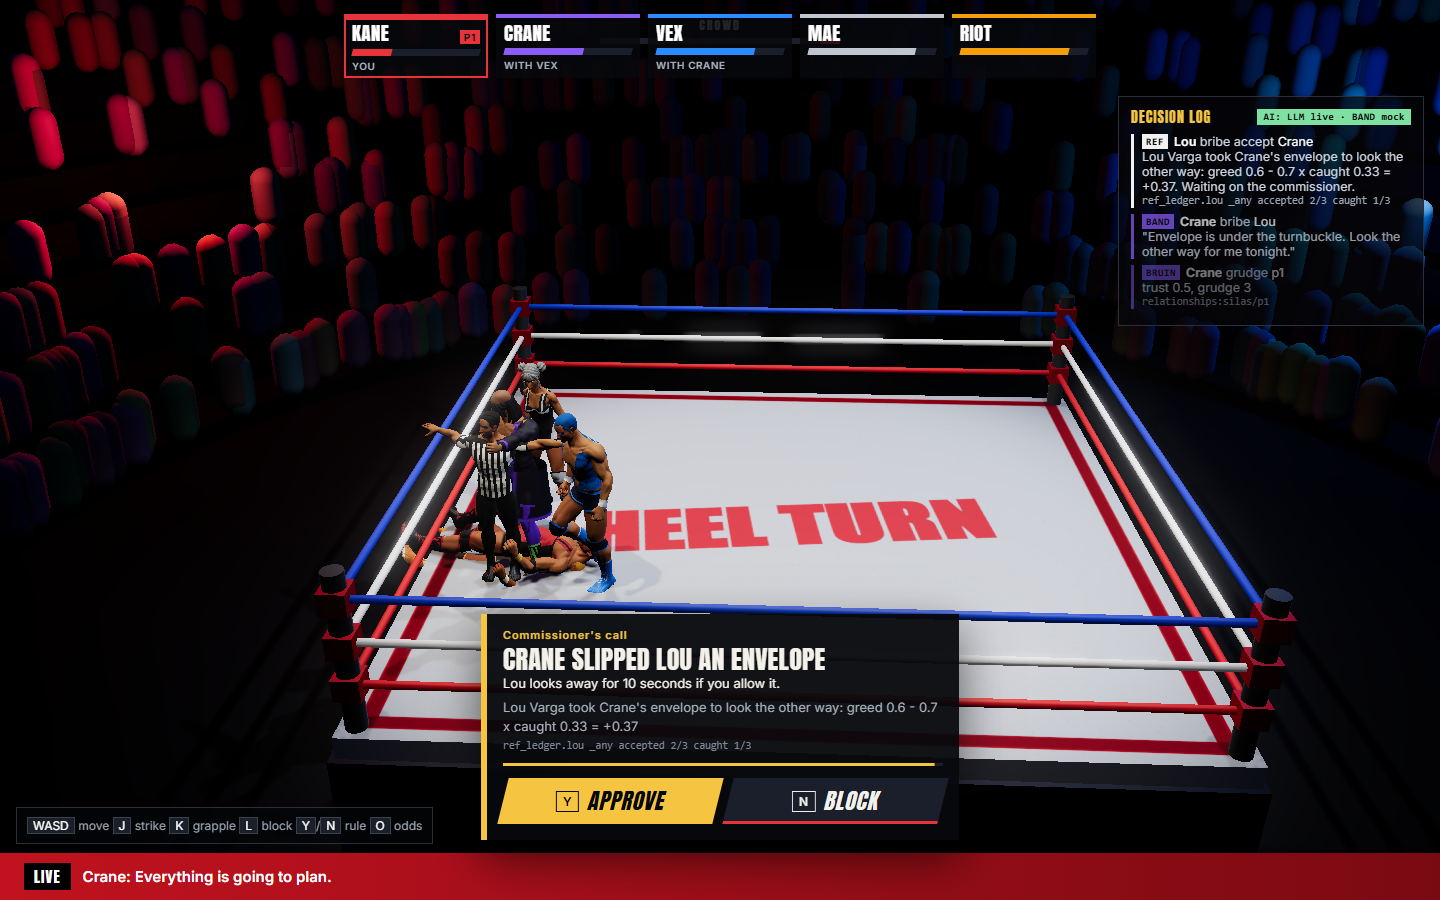 KANE
P1
YOU
CRANE
WITH VEX
CROWD
VEX
WITH CRANE
MAE
RIOT
DECISION LOG
AI: LLM live · BAND mock
REF Lou bribe accept Crane
Lou Varga took Crane's envelope to look the
other way: greed 0.6 - 0.7 x caught 0.33 =
+0.37. Waiting on the commissioner.
ref_ledger.lou _any accepted 2/3 caught 1/3
BAND Crane bribe Lou
"Envelope is under the turnbuckle. Look the
other way for me tonight."
BRUIN Crane grudge p1
trust 0.5, grudge 3
relationships:silas/p1
HEEL TURN
Commissioner's call
CRANE SLIPPED LOU AN ENVELOPE
Lou looks away for 10 seconds if you allow it.
Lou Varga took Crane's envelope to look the other way: greed 0.6 - 0.7
x caught 0.33 = +0.37
ref_ledger.lou _any accepted 2/3 caught 1/3
Y APPROVE
N BLOCK
WASD move J strike K grapple L block Y/N rule O odds
LIVE Crane: Everything is going to plan.